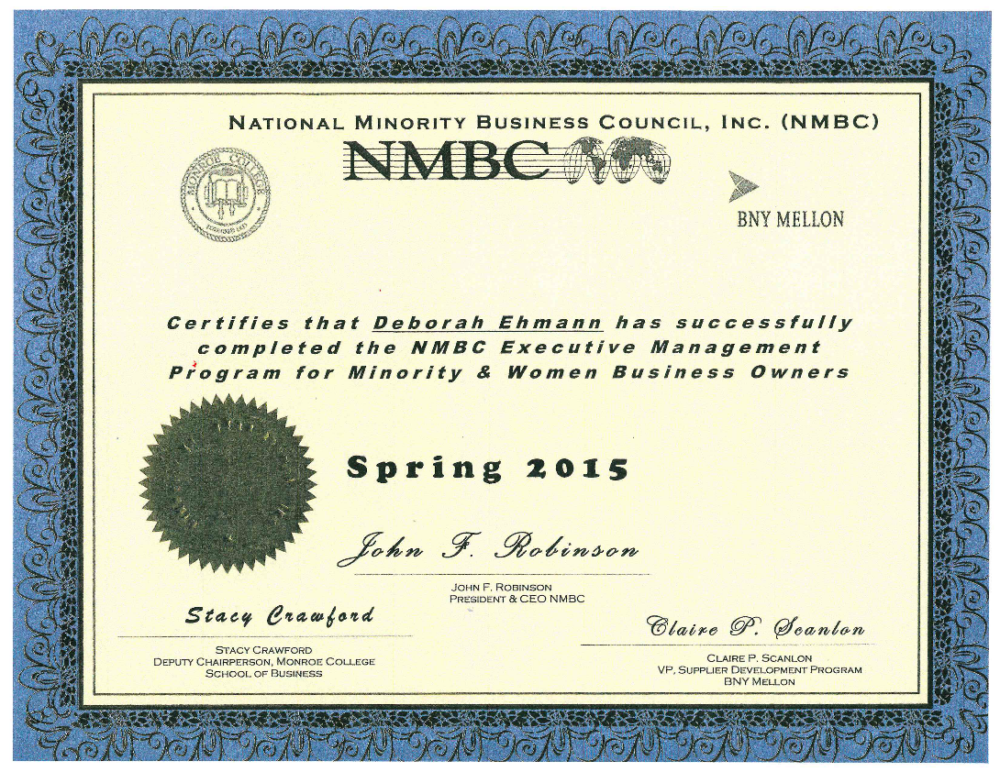 NATIONAL MINORITY BUSINESS COUNCIL, INC. (NMBC)
NMBC
MONROE COLLEGE
BNY MELLON
Certifies that Deborah Ehmann has successfully
completed the NMBC Executive Management
Program for Minority & Women Business Owners
Spring 2015
John F. Robinson
JOHN F. ROBINSON
PRESIDENT & CEO NMBC
Stacy Crawford
STACY CRAWFORD
DEPUTY CHAIRPERSON, MONROE COLLEGE
SCHOOL OF BUSINESS
Claire P. Scanlon
CLAIRE P. SCANLON
VP, SUPPLIER DEVELOPMENT PROGRAM
BNY MELLON